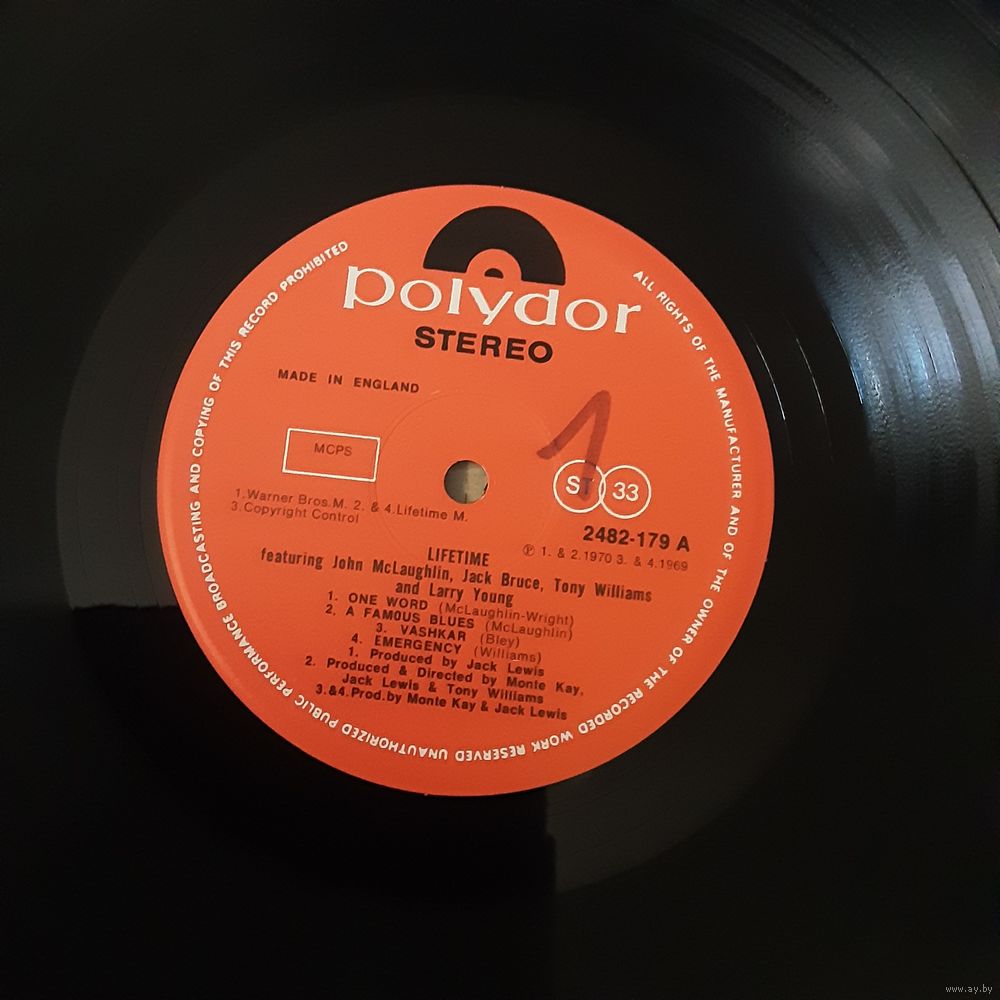 polydor
STEREO
MADE IN ENGLAND
MCPS
1
ST 33
1.Warner Bros.M. 2. & 4.Lifetime M.
3.Copyright Control
2482-179 A
℗ 1. & 2.1970 3. & 4.1969
LIFETIME
featuring John McLaughlin, Jack Bruce, Tony Williams
and Larry Young
1. ONE WORD (McLaughlin-Wright)
2. A FAMOUS BLUES (McLaughlin)
3. VASHKAR (Bley)
4. EMERGENCY (Williams)
1. Produced by Jack Lewis
2. Produced & Directed by Monte Kay,
Jack Lewis & Tony Williams
3.&4.Prod.by Monte Kay & Jack Lewis
ALL RIGHTS OF THE MANUFACTURER AND OF THE OWNER OF THE RECORDED WORK RESERVED UNAUTHORIZED PUBLIC PERFORMANCE BROADCASTING AND COPYING OF THIS RECORD PROHIBITED
www.ay.by